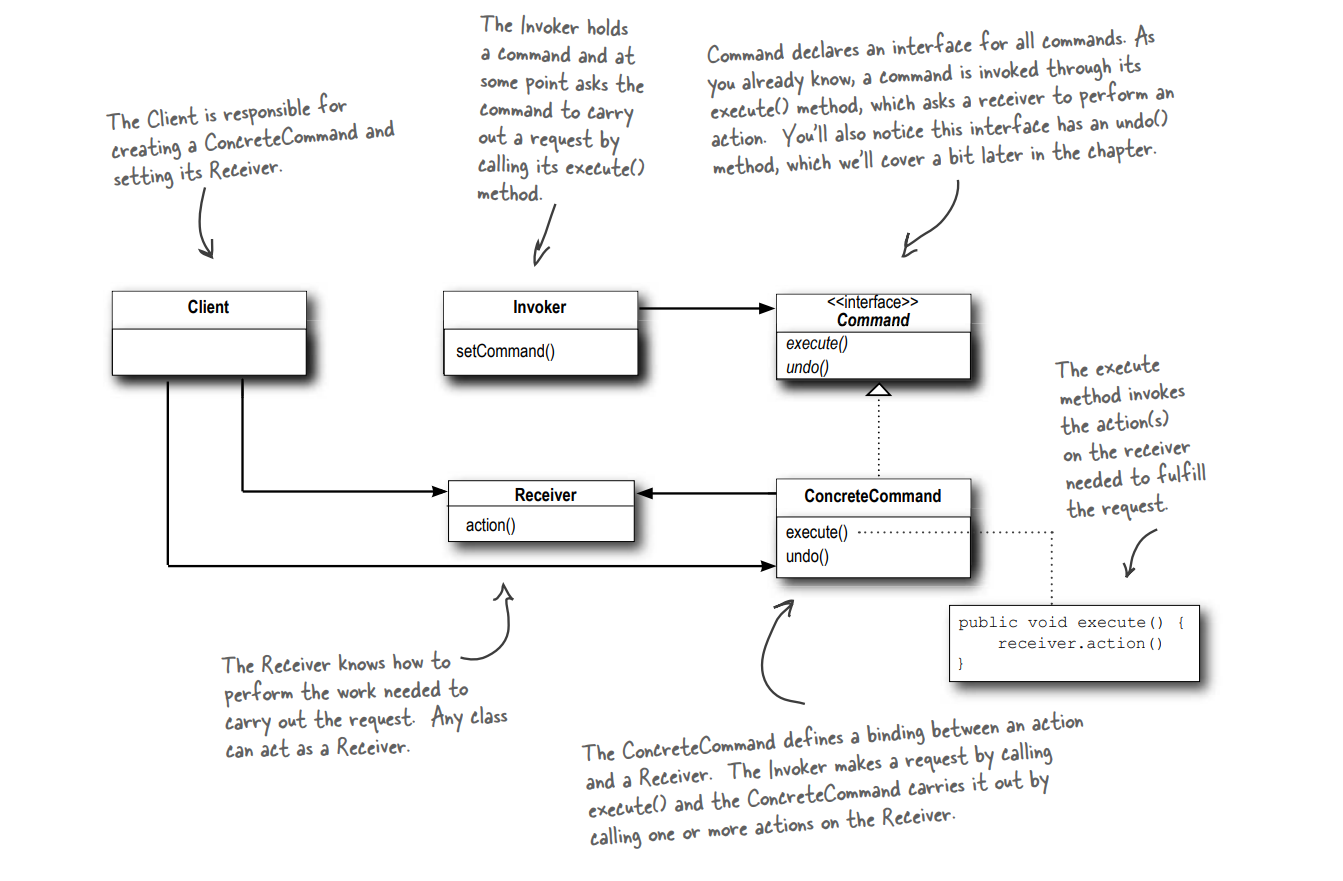 The Client is responsible for
creating a ConcreteCommand and
setting its Receiver.
The Invoker holds
a command and at
some point asks the
command to carry
out a request by
calling its execute()
method.
Command declares an interface for all commands. As
you already know, a command is invoked through its
execute() method, which asks a receiver to perform an
action. You'll also notice this interface has an undo()
method, which we'll cover a bit later in the chapter.
Client
Invoker
setCommand()
<<interface>>
Command
execute()
undo()
The execute
method invokes
the action(s)
on the receiver
needed to fulfill
the request.
Receiver
action()
ConcreteCommand
execute()
undo()
public void execute() {
receiver.action()
}
The Receiver knows how to
perform the work needed to
carry out the request. Any class
can act as a Receiver.
The ConcreteCommand defines a binding between an action
and a Receiver. The Invoker makes a request by calling
execute() and the ConcreteCommand carries it out by
calling one or more actions on the Receiver.